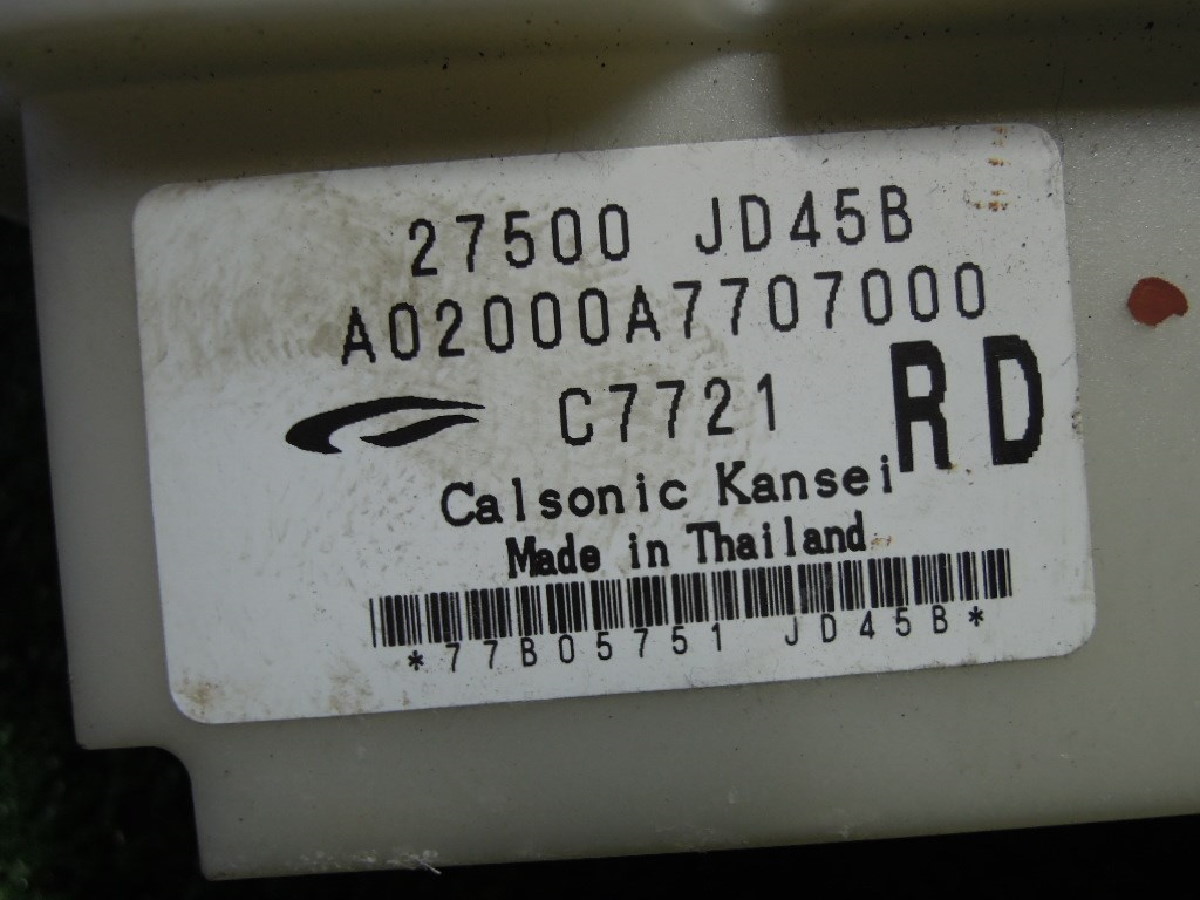 27500 JD45B
A02000A7707000
C7721 RD
Calsonic Kansei
Made in Thailand
*77B05751 JD45B*